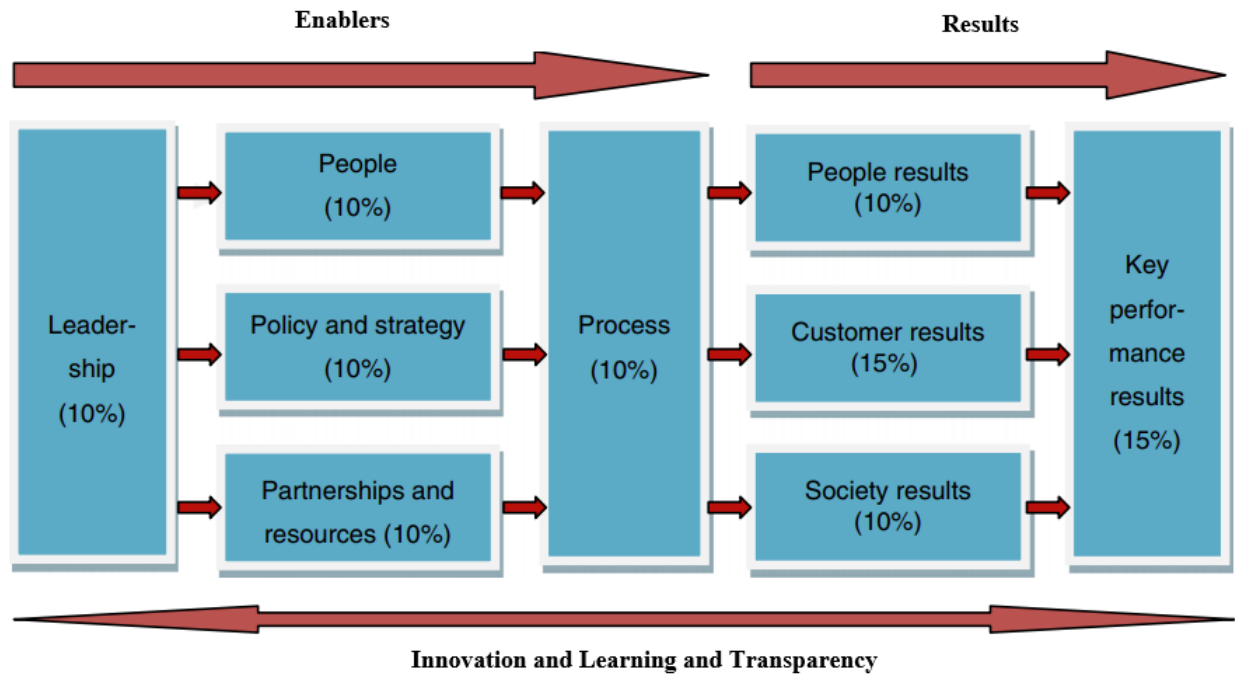 Enablers
Results
Leader-
ship
(10%)
People
(10%)
Policy and strategy
(10%)
Partnerships and
resources (10%)
Process
(10%)
People results
(10%)
Customer results
(15%)
Society results
(10%)
Key
perfor-
mance
results
(15%)
Innovation and Learning and Transparency